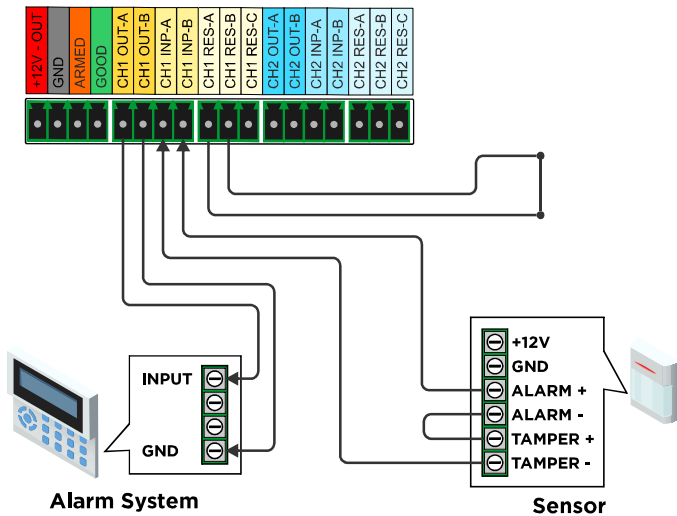 +12V - OUT
GND
ARMED
GOOD
CH1 OUT-A
CH1 OUT-B
CH1 INP-A
CH1 INP-B
CH1 RES-A
CH1 RES-B
CH1 RES-C
CH2 OUT-A
CH2 OUT-B
CH2 INP-A
CH2 INP-B
CH2 RES-A
CH2 RES-B
CH2 RES-C
INPUT
GND
Alarm System
+12V
GND
ALARM +
ALARM -
TAMPER +
TAMPER -
Sensor